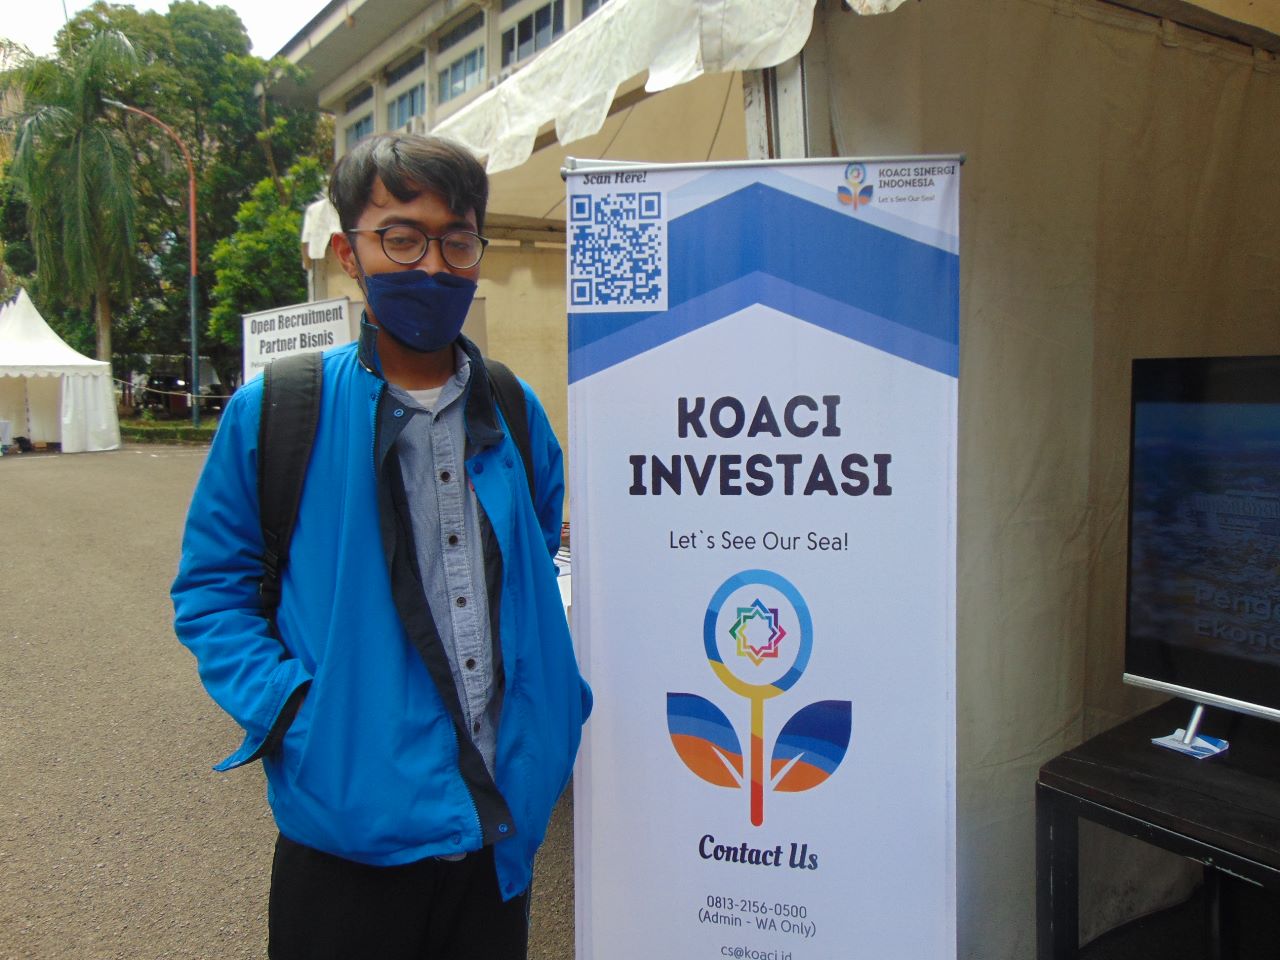 Scan Here!
KOACI SINERGI
INDONESIA
Let`s See Our Sea!
Open Recruitment
Partner Bisnis
KOACI
INVESTASI
Let`s See Our Sea!
Contact Us
0813-2156-0500
(Admin - WA Only)
cs@koaci.id